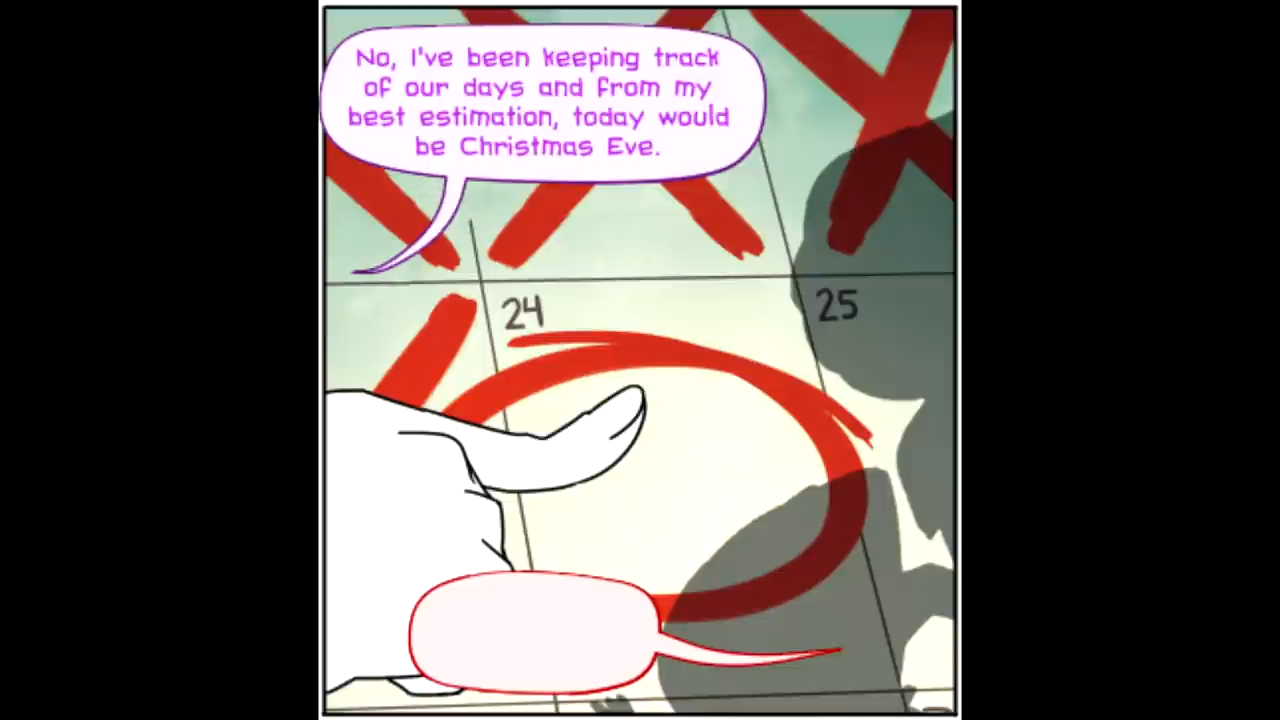 No, I've been keeping track
of our days and from my
best estimation, today would
be Christmas Eve.
24
25